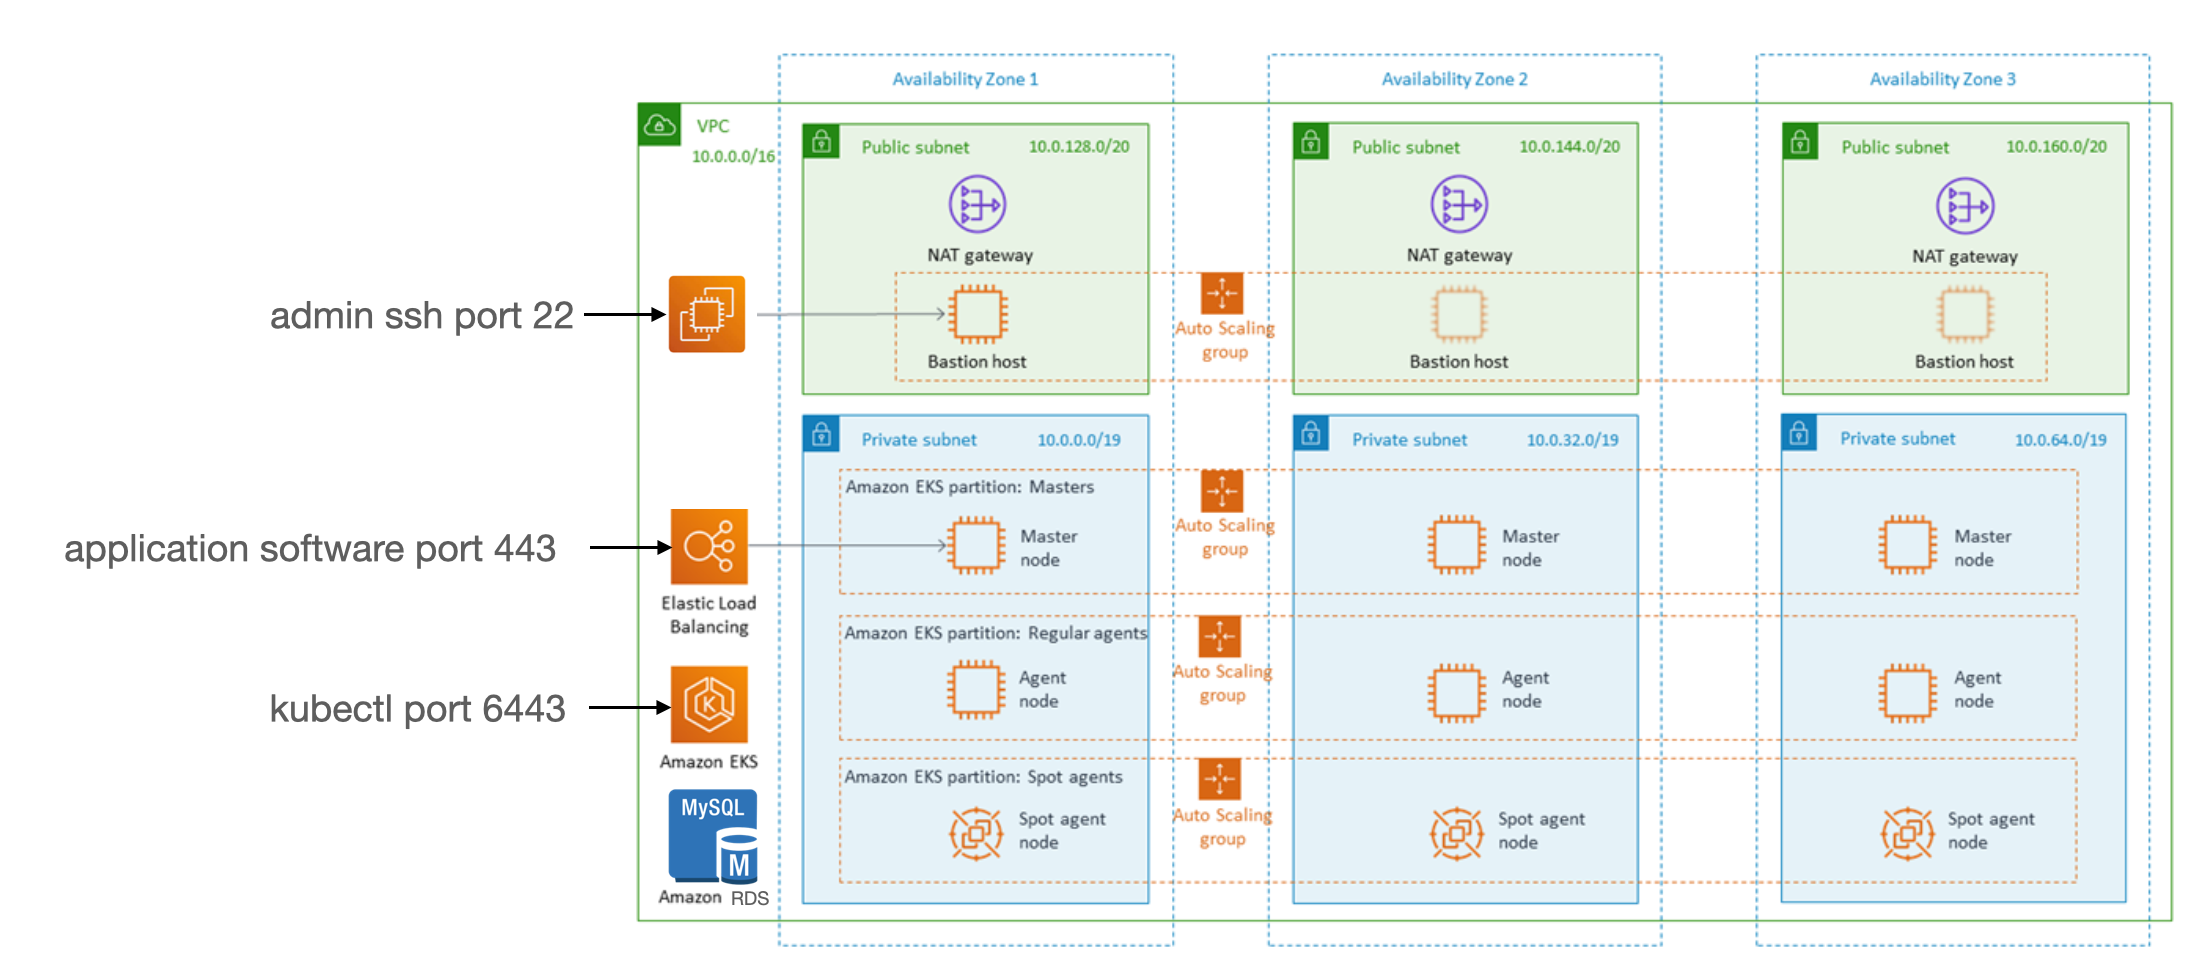 Availability Zone 1
Availability Zone 2
Availability Zone 3
VPC
10.0.0.0/16
Public subnet 10.0.128.0/20
Public subnet 10.0.144.0/20
Public subnet 10.0.160.0/20
NAT gateway
NAT gateway
NAT gateway
admin ssh port 22
Bastion host
Auto Scaling
group
Bastion host
Bastion host
Private subnet 10.0.0.0/19
Private subnet 10.0.32.0/19
Private subnet 10.0.64.0/19
Amazon EKS partition: Masters
application software port 443
Elastic Load
Balancing
Master
node
Auto Scaling
group
Master
node
Master
node
Amazon EKS partition: Regular agents
kubectl port 6443
Amazon EKS
Agent
node
Auto Scaling
group
Agent
node
Agent
node
Amazon EKS partition: Spot agents
MySQL
M
Amazon RDS
Spot agent
node
Auto Scaling
group
Spot agent
node
Spot agent
node